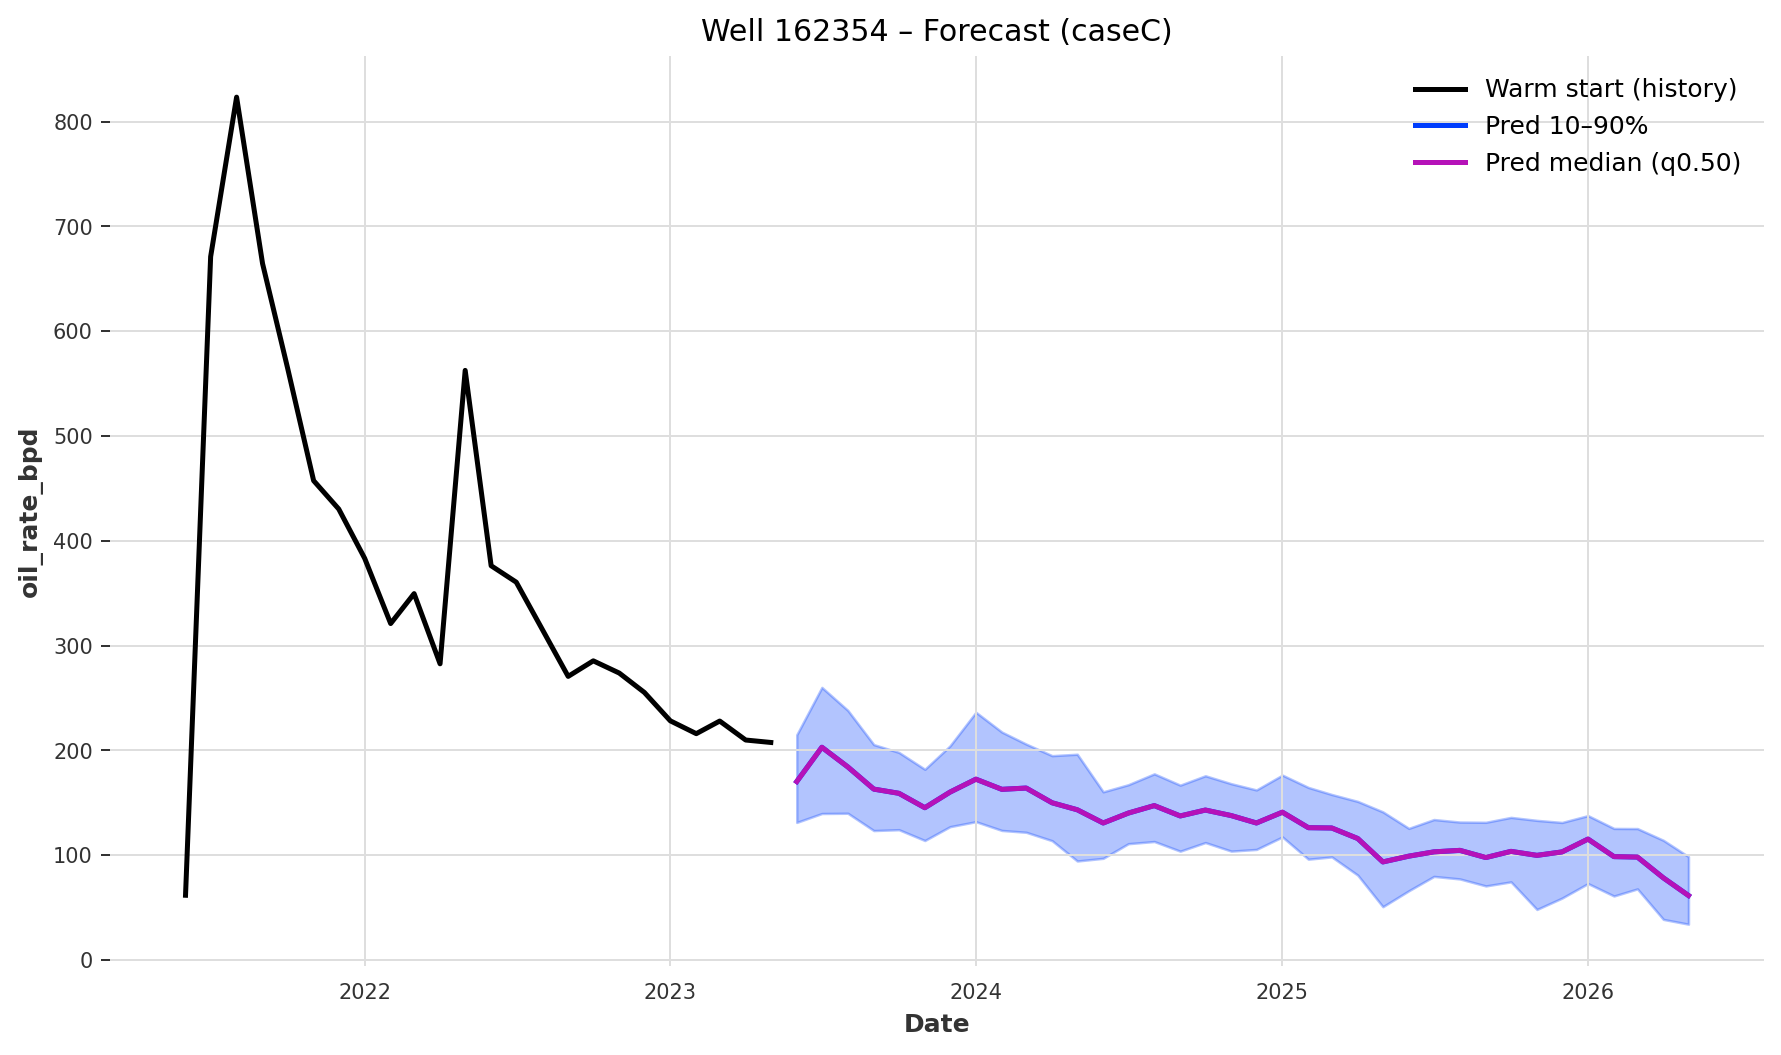 Well 162354 – Forecast (caseC)
Warm start (history)
Pred 10–90%
Pred median (q0.50)
oil_rate_bpd
800
700
600
500
400
300
200
100
0
2022 2023 2024 2025 2026
Date